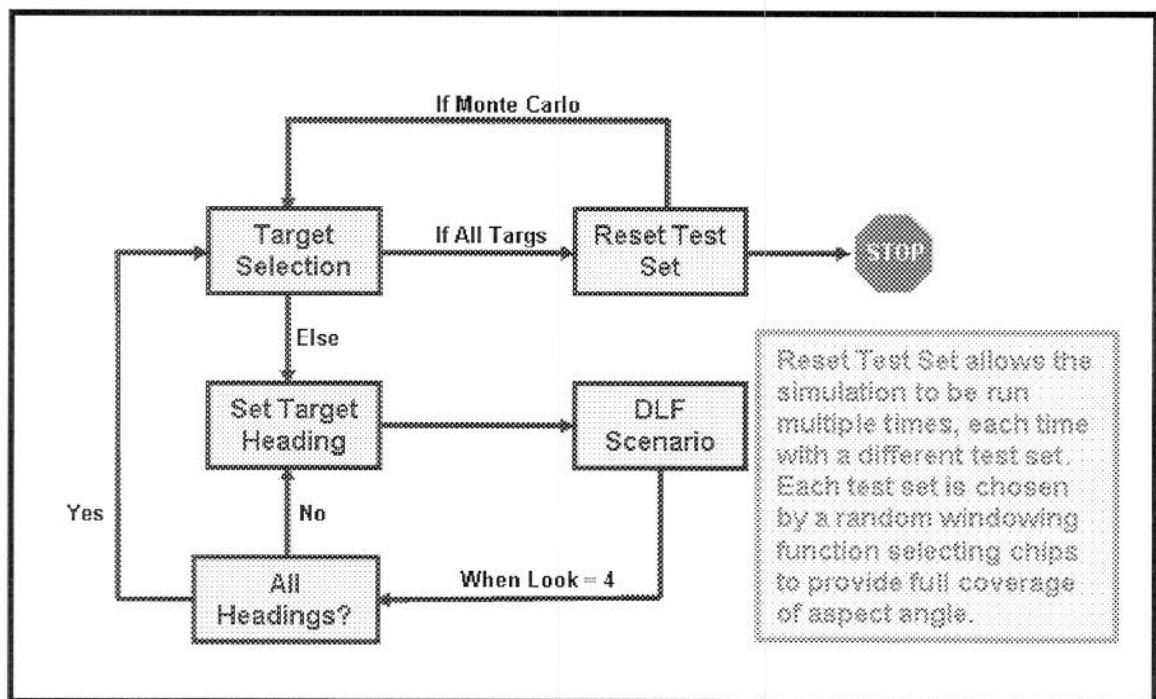 If Monte Carlo
Target
Selection
If All Targs
Reset Test
Set
STOP
Else
Set Target
Heading
DLF
Scenario
Reset Test Set allows the
simulation to be run
multiple times, each time
with a different test set.
Each test set is chosen
by a random windowing
function selecting chips
to provide full coverage
of aspect angle.
Yes
No
All
Headings?
When Look = 4